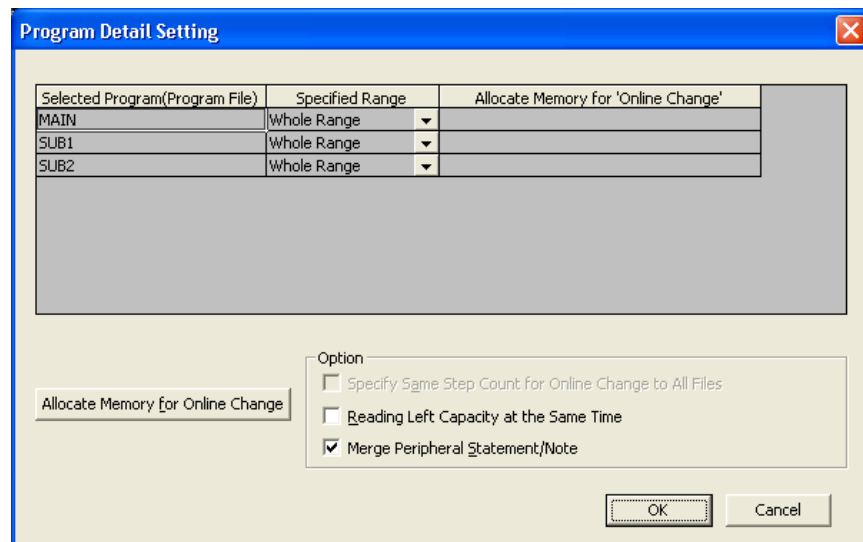 Program Detail Setting
Selected Program(Program File) Specified Range Allocate Memory for 'Online Change'
MAIN Whole Range
SUB1 Whole Range
SUB2 Whole Range
Option
Specify Same Step Count for Online Change to All Files
Allocate Memory for Online Change
Reading Left Capacity at the Same Time
Merge Peripheral Statement/Note
OK Cancel